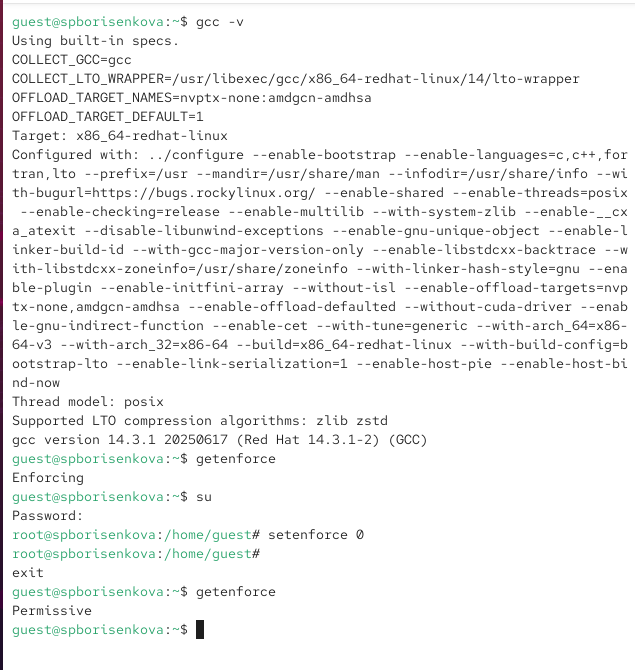 guest@spborisenkova:~$ gcc -v
Using built-in specs.
COLLECT_GCC=gcc
COLLECT_LTO_WRAPPER=/usr/libexec/gcc/x86_64-redhat-linux/14/lto-wrapper
OFFLOAD_TARGET_NAMES=nvptx-none:amdgcn-amdhsa
OFFLOAD_TARGET_DEFAULT=1
Target: x86_64-redhat-linux
Configured with: ../configure --enable-bootstrap --enable-languages=c,c++,for
tran,lto --prefix=/usr --mandir=/usr/share/man --infodir=/usr/share/info --wi
th-bugurl=https://bugs.rockylinux.org/ --enable-shared --enable-threads=posix
 --enable-checking=release --enable-multilib --with-system-zlib --enable-__cx
a_atexit --disable-libunwind-exceptions --enable-gnu-unique-object --enable-l
inker-build-id --with-gcc-major-version-only --enable-libstdcxx-backtrace --w
ith-libstdcxx-zoneinfo=/usr/share/zoneinfo --with-linker-hash-style=gnu --ena
ble-plugin --enable-initfini-array --without-isl --enable-offload-targets=nvp
tx-none,amdgcn-amdhsa --enable-offload-defaulted --without-cuda-driver --enab
le-gnu-indirect-function --enable-cet --with-tune=generic --with-arch_64=x86-
64-v3 --with-arch_32=x86-64 --build=x86_64-redhat-linux --with-build-config=b
ootstrap-lto --enable-link-serialization=1 --enable-host-pie --enable-host-bi
nd-now
Thread model: posix
Supported LTO compression algorithms: zlib zstd
gcc version 14.3.1 20250617 (Red Hat 14.3.1-2) (GCC)
guest@spborisenkova:~$ getenforce
Enforcing
guest@spborisenkova:~$ su
Password:
root@spborisenkova:/home/guest# setenforce 0
root@spborisenkova:/home/guest#
exit
guest@spborisenkova:~$ getenforce
Permissive
guest@spborisenkova:~$